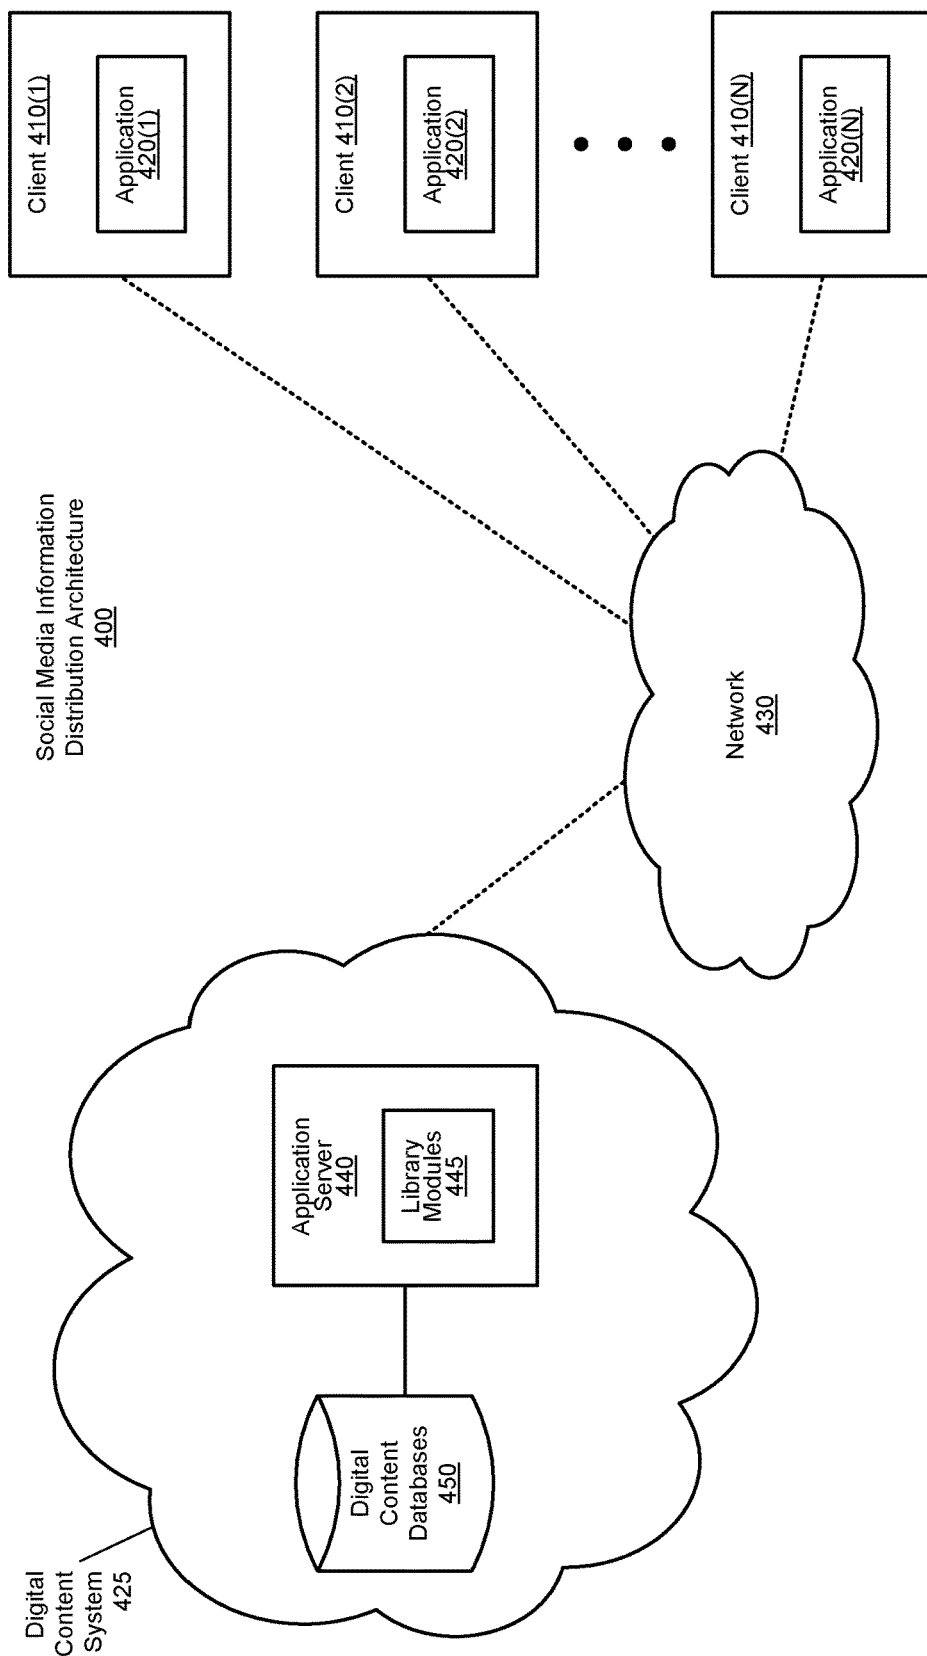 Social Media Information
Distribution Architecture
400
Digital
Content
System
425
Digital
Content
Databases
450
Application
Server
440
Library
Modules
445
Network
430
Client 410(1)
Application
420(1)
Client 410(2)
Application
420(2)
Client 410(N)
Application
420(N)